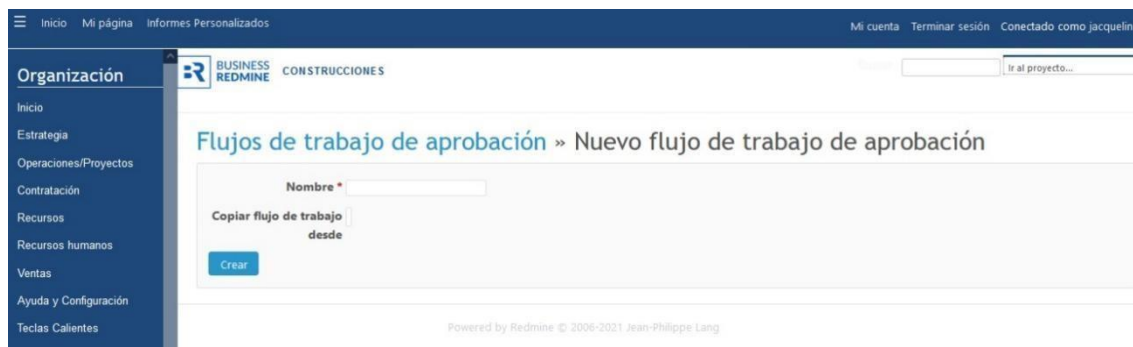 ☰ Inicio Mi página Informes Personalizados
Mi cuenta Terminar sesión Conectado como jacquelin
Organización
Inicio
Estrategia
Operaciones/Proyectos
Contratación
Recursos
Recursos humanos
Ventas
Ayuda y Configuración
Teclas Calientes
BUSINESS
REDMINE
CONSTRUCCIONES
Ir al proyecto...
Flujos de trabajo de aprobación » Nuevo flujo de trabajo de aprobación
Nombre *
Copiar flujo de trabajo
desde
Crear
Powered by Redmine © 2006-2021 Jean-Philippe Lang